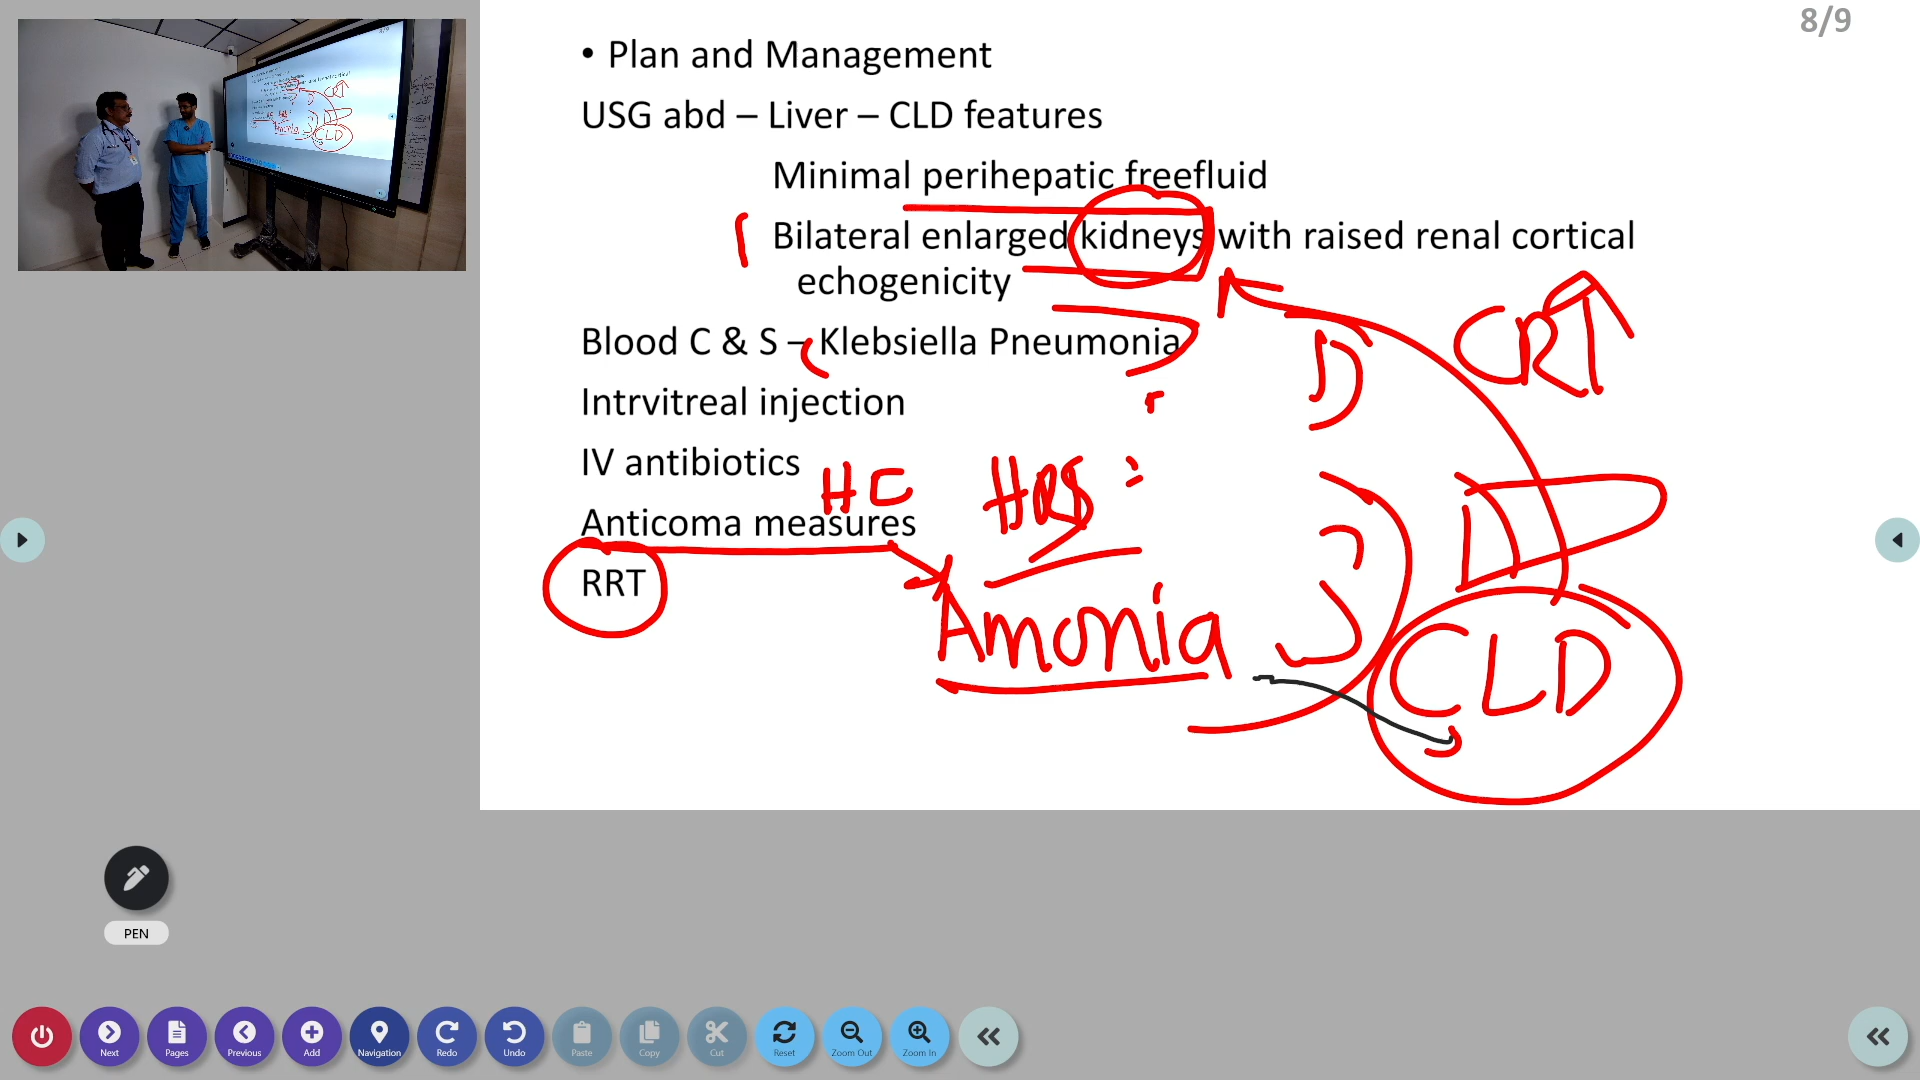 8/9
• Plan and Management
USG abd – Liver – CLD features
Minimal perihepatic freefluid
Bilateral enlarged kidneys with raised renal cortical
echogenicity
CRT
Blood C & S – Klebsiella Pneumonia
D
Intrvitreal injection
IV antibiotics
HRS
Anticoma measures
RRT
Amonia
CLD
PEN
Next
Pages
Previous
Add
Navigation
Redo
Undo
Paste
Copy
Cut
Reset
Zoom Out
Zoom In